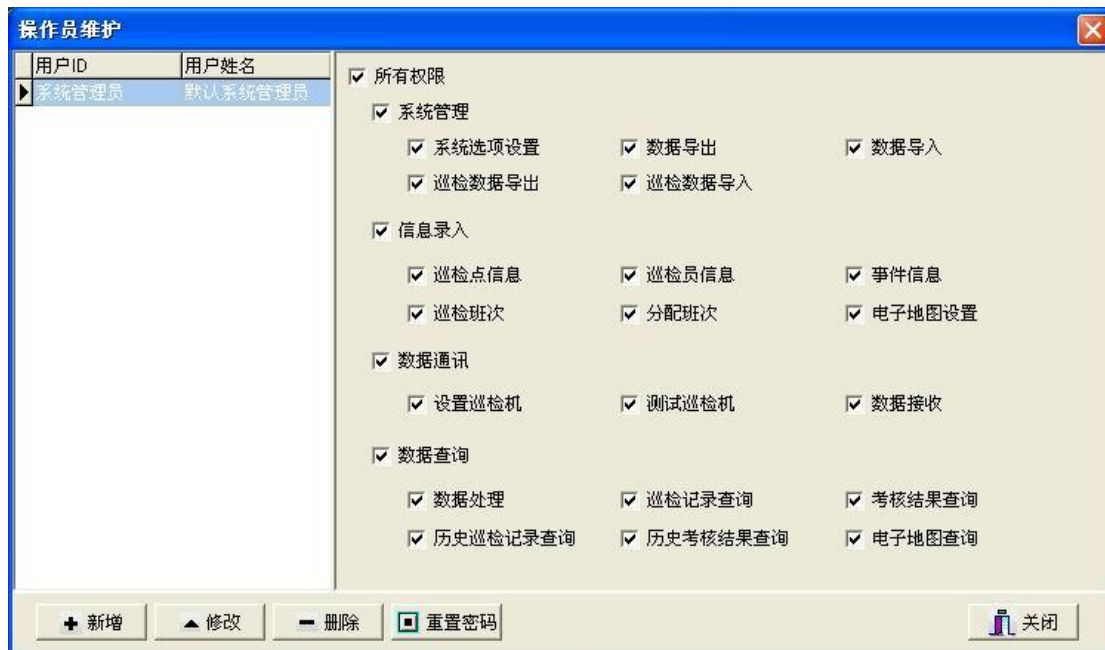 操作员维护
用户ID 用户姓名
系统管理员 默认系统管理员
所有权限
系统管理
系统选项设置 数据导出 数据导入
巡检数据导出 巡检数据导入
信息录入
巡检点信息 巡检员信息 事件信息
巡检班次 分配班次 电子地图设置
数据通讯
设置巡检机 测试巡检机 数据接收
数据查询
数据处理 巡检记录查询 考核结果查询
历史巡检记录查询 历史考核结果查询 电子地图查询
新增 修改 删除 重置密码 关闭